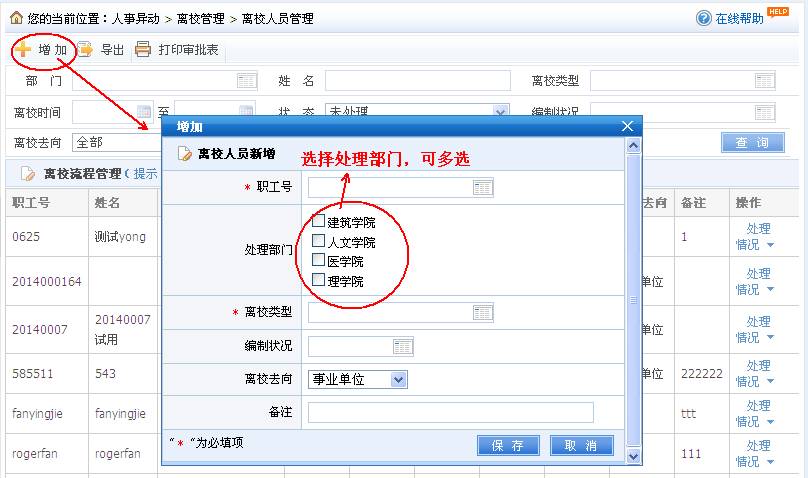 您的当前位置：人事异动 > 离校管理 > 离校人员管理
在线帮助 HELP
增加 导出 打印审批表
部 门 姓 名 离校类型
离校时间 至 状 态 未处理 编制状况
离校去向 全部 查 询
离校流程管理（提示
职工号 姓名 去向 备注 操作
0625 测试yong 1 处理情况
2014000164 单位 处理情况
20140007 20140007试用 单位 处理情况
585511 543 单位 222222 处理情况
fanyingjie fanyingjie ttt 处理情况
rogerfan rogerfan 111 处理情况
增加
离校人员新增
选择处理部门，可多选
* 职工号
处理部门
建筑学院
人文学院
医学院
理学院
* 离校类型
编制状况
离校去向 事业单位
备注
“ * ”为必填项
保 存 取 消